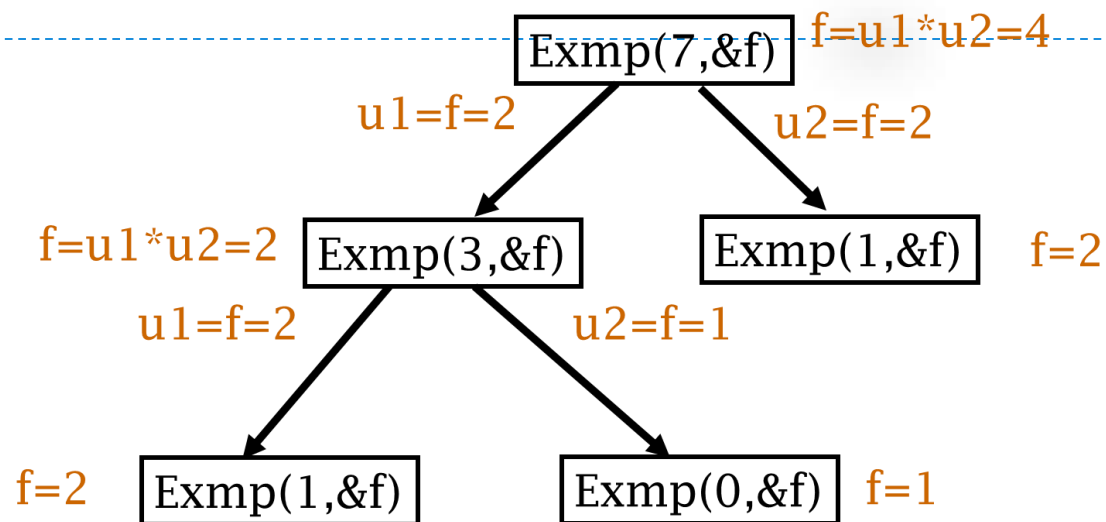 Exmp(7,&f)
f=u1*u2=4
u1=f=2
u2=f=2
f=u1*u2=2
Exmp(3,&f)
Exmp(1,&f)
f=2
u1=f=2
u2=f=1
f=2
Exmp(1,&f)
Exmp(0,&f)
f=1